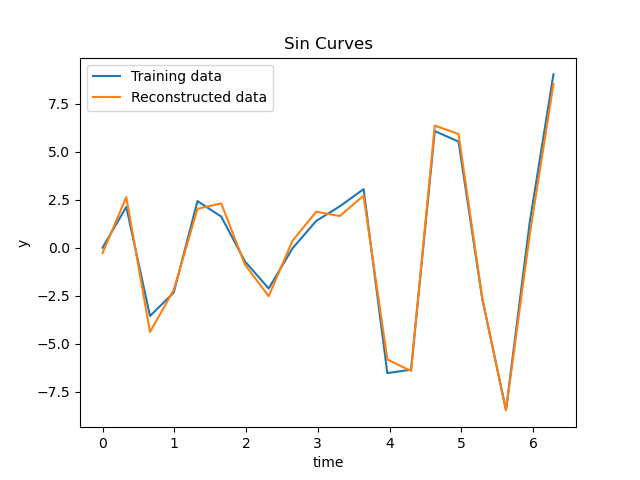 Sin Curves
Training data
Reconstructed data
7.5
5.0
2.5
0.0
−2.5
−5.0
−7.5
y
0 1 2 3 4 5 6
time